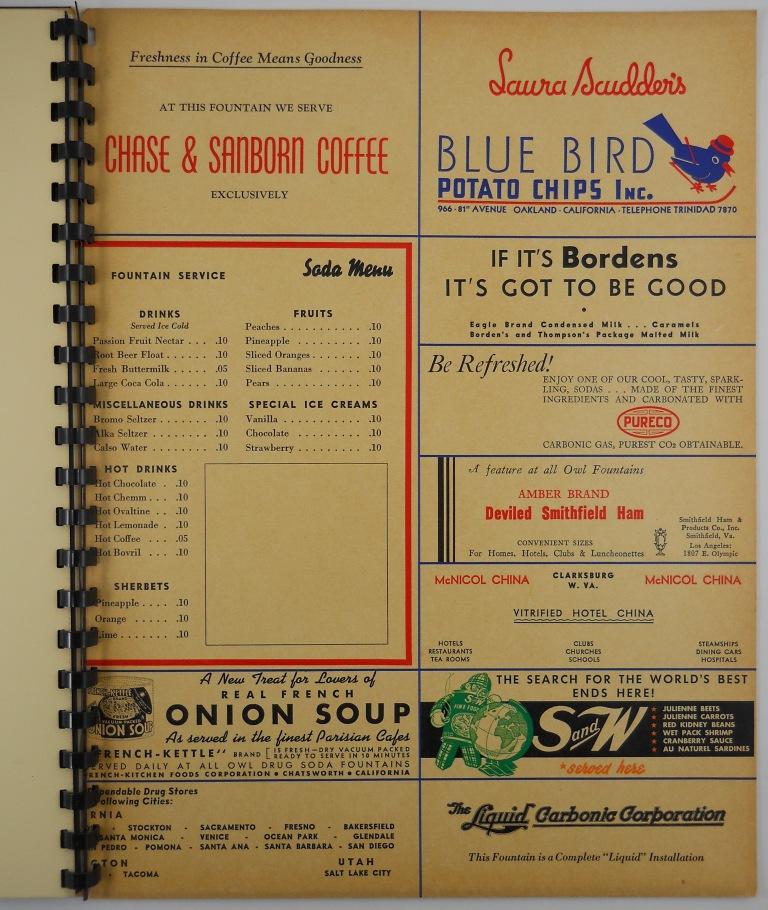 Freshness in Coffee Means Goodness
AT THIS FOUNTAIN WE SERVE
CHASE & SANBORN COFFEE
EXCLUSIVELY
Laura Scudder's
BLUE BIRD
POTATO CHIPS INC.
966 - 81st AVENUE OAKLAND - CALIFORNIA - TELEPHONE TRINIDAD 7870
FOUNTAIN SERVICE
Soda Menu
DRINKS
Served Ice Cold
Passion Fruit Nectar . . . .10
Root Beer Float . . . . .10
Fresh Buttermilk . . . . .05
Large Coca Cola . . . . .10
FRUITS
Peaches . . . . . . . . . . . .10
Pineapple . . . . . . . . . . .10
Sliced Oranges . . . . . . . .10
Sliced Bananas . . . . . . . .10
Pears . . . . . . . . . . . . .10
MISCELLANEOUS DRINKS
Bromo Seltzer . . . . . .10
Alka Seltzer . . . . . .10
Calso Water . . . . . .10
SPECIAL ICE CREAMS
Vanilla . . . . . . . . . . . .10
Chocolate . . . . . . . . . . .10
Strawberry . . . . . . . . . . .10
HOT DRINKS
Hot Chocolate . .10
Hot Chemm . . . .10
Hot Ovaltine . . .10
Hot Lemonade . .10
Hot Coffee . . .05
Hot Bovril . . .10
SHERBETS
Pineapple . . . . .10
Orange . . . . .10
Lime . . . . .10
IF IT'S Bordens
IT'S GOT TO BE GOOD
Eagle Brand Condensed Milk . . . Caramels
Borden's and Thompson's Package Malted Milk
Be Refreshed!
ENJOY ONE OF OUR COOL, TASTY, SPARK-
LING, SODAS . . . MADE OF THE FINEST
INGREDIENTS AND CARBONATED WITH
PURECO
CARBONIC GAS, PUREST CO2 OBTAINABLE.
A feature at all Owl Fountains
AMBER BRAND
Deviled Smithfield Ham
CONVENIENT SIZES
For Homes, Hotels, Clubs & Luncheonettes
Smithfield Ham &
Products Co., Inc.
Smithfield, Va.
Los Angeles:
1807 E. Olympic
McNICOL CHINA
CLARKSBURG
W. VA.
McNICOL CHINA
VITRIFIED HOTEL CHINA
HOTELS
RESTAURANTS
TEA ROOMS
CLUBS
CHURCHES
SCHOOLS
STEAMSHIPS
DINING CARS
HOSPITALS
A New Treat for Lovers of
REAL FRENCH
ONION SOUP
As served in the finest Parisian Cafes
FRENCH-KETTLE" BRAND
IS FRESH-DRY VACUUM PACKED
READY TO SERVE IN 10 MINUTES
ERVED DAILY AT ALL OWL DRUG SODA FOUNTAINS
RENCH-KITCHEN FOODS CORPORATION • CHATSWORTH • CALIFORNIA
THE SEARCH FOR THE WORLD'S BEST
ENDS HERE!
S and W
★ JULIENNE BEETS
★ JULIENNE CARROTS
★ RED KIDNEY BEANS
★ WET PACK SHRIMP
★ CRANBERRY SAUCE
★ AU NATUREL SARDINES
*served here
pendable Drug Stores
ollowing Cities:
RNIA
- STOCKTON - SACRAMENTO - FRESNO - BAKERSFIELD
SANTA MONICA - VENICE - OCEAN PARK - GLENDALE
PEDRO - POMONA - SANTA ANA - SANTA BARBARA - SAN DIEGO
GTON
- TACOMA
UTAH
SALT LAKE CITY
The Liquid Carbonic Corporation
This Fountain is a Complete "Liquid" Installation